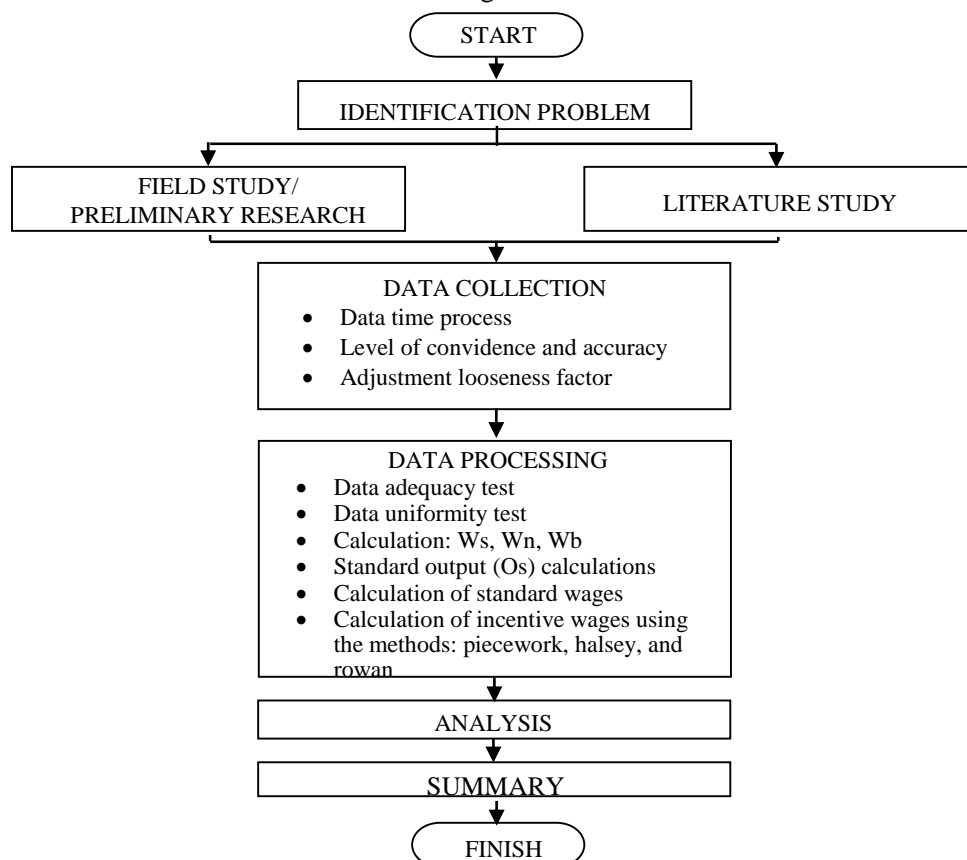 START
IDENTIFICATION PROBLEM
FIELD STUDY/
PRELIMINARY RESEARCH
LITERATURE STUDY
DATA COLLECTION
• Data time process
• Level of convidence and accuracy
• Adjustment looseness factor
DATA PROCESSING
• Data adequacy test
• Data uniformity test
• Calculation: Ws, Wn, Wb
• Standard output (Os) calculations
• Calculation of standard wages
• Calculation of incentive wages using
the methods: piecework, halsey, and
rowan
ANALYSIS
SUMMARY
FINISH